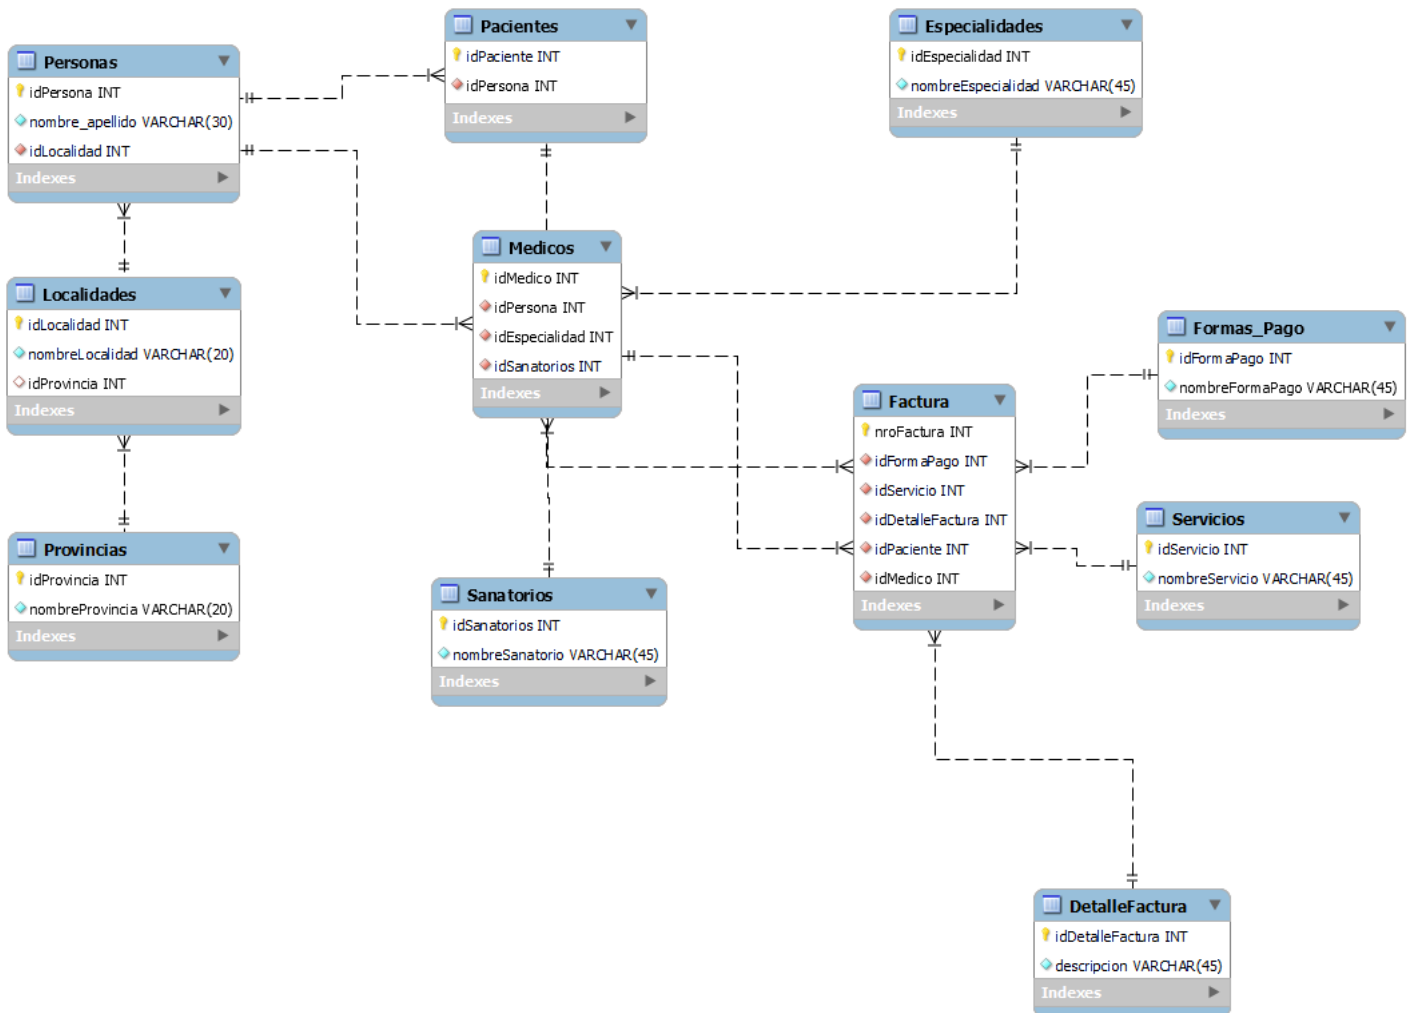 Pacientes
idPaciente INT
idPersona INT
Indexes
Especialidades
idEspecialidad INT
nombreEspecialidad VARCHAR(45)
Indexes
Personas
idPersona INT
nombre_apellido VARCHAR(30)
idLocalidad INT
Indexes
Medicos
idMedico INT
idPersona INT
idEspecialidad INT
idSanatorios INT
Indexes
Localidades
idLocalidad INT
nombreLocalidad VARCHAR(20)
idProvincia INT
Indexes
Formas_Pago
idFormaPago INT
nombreFormaPago VARCHAR(45)
Indexes
Factura
nroFactura INT
idFormaPago INT
idServicio INT
idDetalleFactura INT
idPaciente INT
idMedico INT
Indexes
Servicios
idServicio INT
nombreServicio VARCHAR(45)
Indexes
Provincias
idProvincia INT
nombreProvincia VARCHAR(20)
Indexes
Sanatorios
idSanatorios INT
nombreSanatorio VARCHAR(45)
Indexes
DetalleFactura
idDetalleFactura INT
descripcion VARCHAR(45)
Indexes